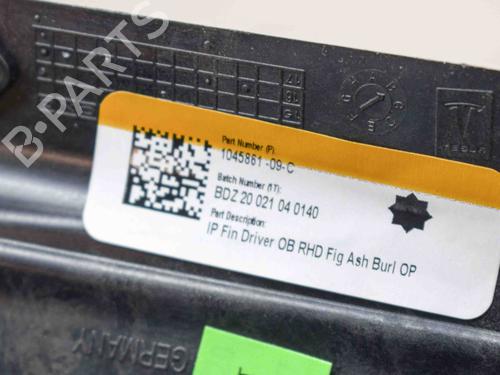 B-PARTS
TESLA
Part Number (P):
1045861 -09-C
Batch Number (1T):
BDZ 20 021 04 0140
Part Description:
IP Fin Driver OB RHD Fig Ash Burl OP
GERMANY